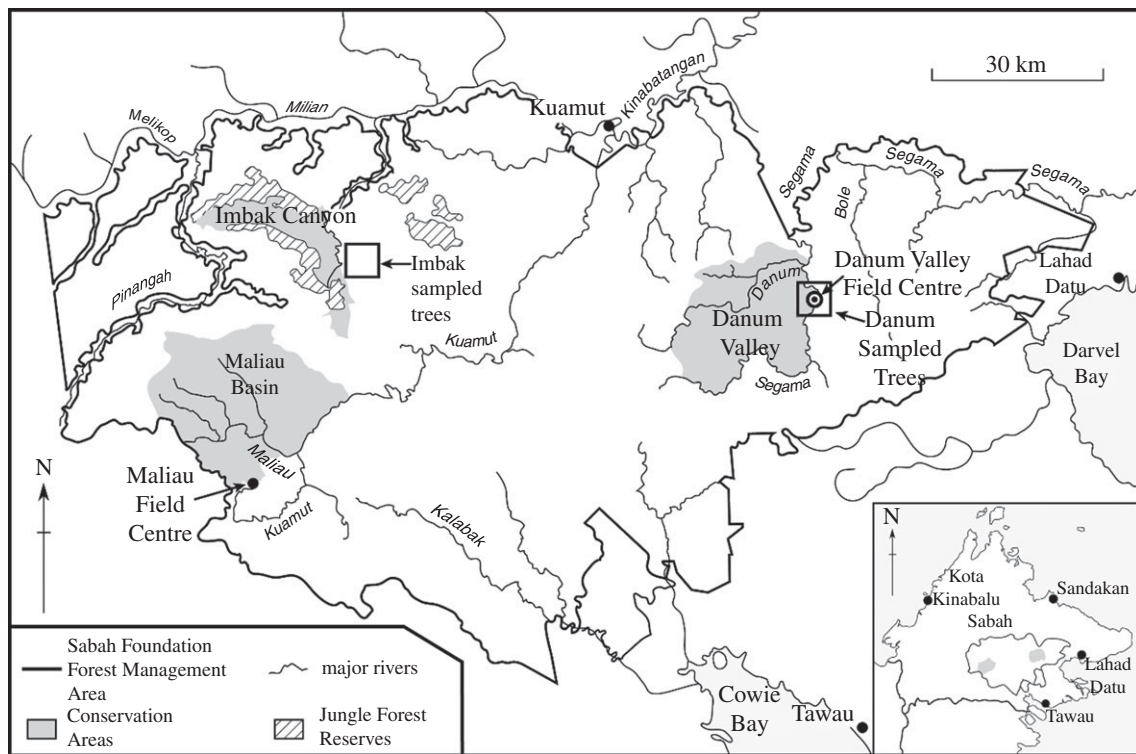 30 km
Kinabatangan
Kuamut
Milian
Melikop
Segama
Segama
Segama
Bole
Imbak Canyon
Imbak
sampled
trees
Danum
Danum Valley
Field Centre
Lahad
Datu
Pinangah
Danum
Valley
Danum
Sampled
Trees
Kuamut
Darvel
Bay
Maliau
Basin
Segama
N
Maliau
Maliau
Field
Centre
Kuamut
Kalabak
N
Kota
Kinabalu
Sandakan
Sabah
Lahad
Datu
Tawau
Cowie
Bay
Tawau
Sabah Foundation
Forest Management
Area
major rivers
Conservation
Areas
Jungle Forest
Reserves